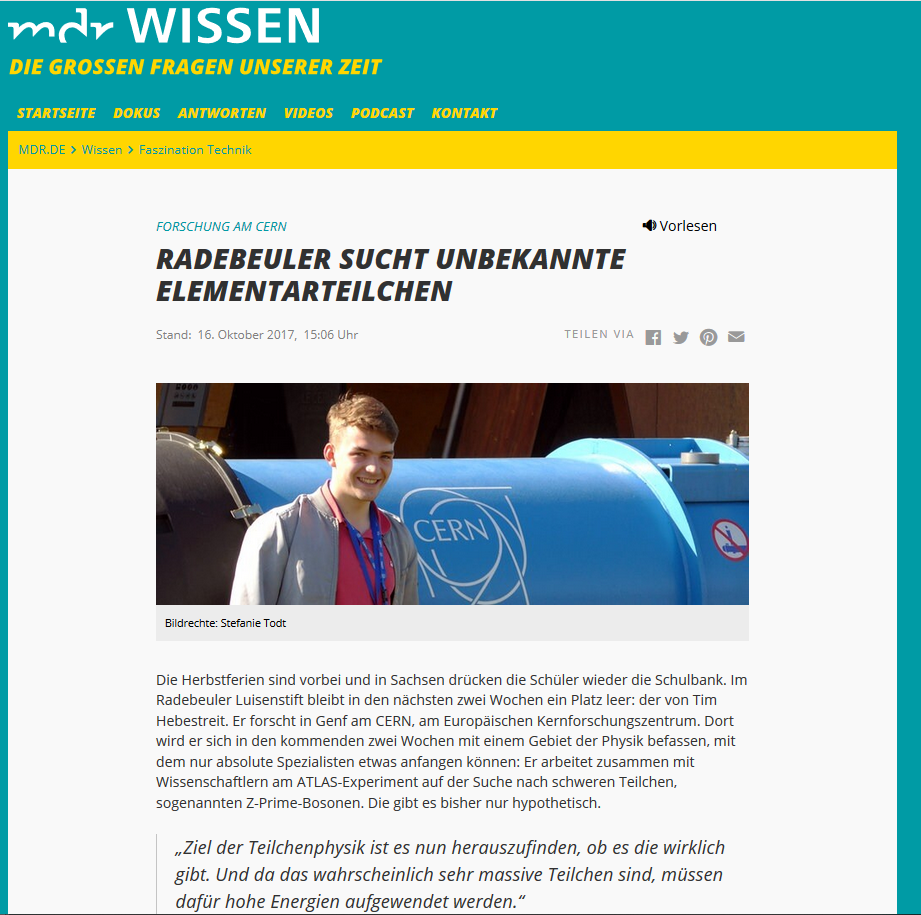 mdr WISSEN
DIE GROSSEN FRAGEN UNSERER ZEIT
STARTSEITE DOKUS ANTWORTEN VIDEOS PODCAST KONTAKT
MDR.DE > Wissen > Faszination Technik
FORSCHUNG AM CERN
Vorlesen
RADEBEULER SUCHT UNBEKANNTE
ELEMENTARTEILCHEN
Stand: 16. Oktober 2017, 15:06 Uhr
TEILEN VIA
CERN
Bildrechte: Stefanie Todt
Die Herbstferien sind vorbei und in Sachsen drücken die Schüler wieder die Schulbank. Im
Radebeuler Luisenstift bleibt in den nächsten zwei Wochen ein Platz leer: der von Tim
Hebestreit. Er forscht in Genf am CERN, am Europäischen Kernforschungszentrum. Dort
wird er sich in den kommenden zwei Wochen mit einem Gebiet der Physik befassen, mit
dem nur absolute Spezialisten etwas anfangen können: Er arbeitet zusammen mit
Wissenschaftlern am ATLAS-Experiment auf der Suche nach schweren Teilchen,
sogenannten Z-Prime-Bosonen. Die gibt es bisher nur hypothetisch.
„Ziel der Teilchenphysik ist es nun herauszufinden, ob es die wirklich
gibt. Und da das wahrscheinlich sehr massive Teilchen sind, müssen
dafür hohe Energien aufgewendet werden.“